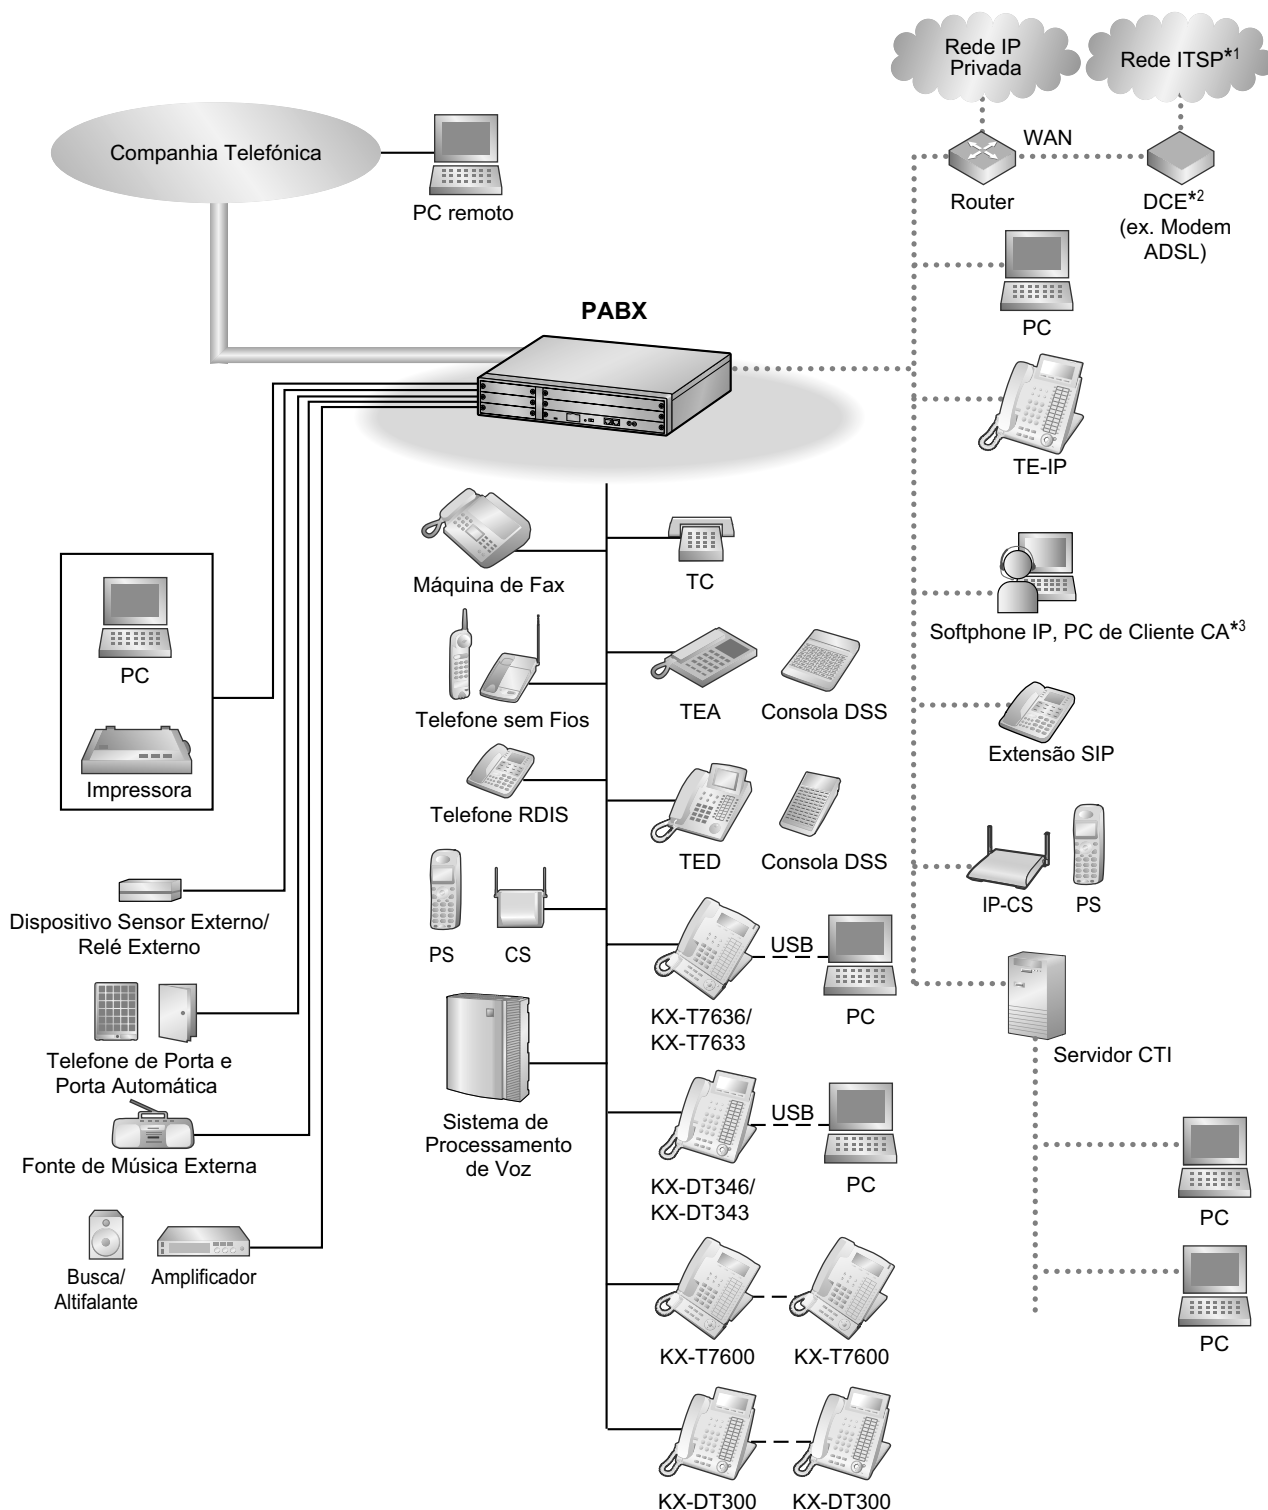 Rede IP
Privada
Rede ITSP*1
Companhia Telefónica
PC remoto
WAN
Router
DCE*2
(ex. Modem
ADSL)
PABX
PC
TE-IP
Softphone IP, PC de Cliente CA*3
Extensão SIP
IP-CS
PS
Servidor CTI
PC
PC
PC
Impressora
Dispositivo Sensor Externo/
Relé Externo
Telefone de Porta e
Porta Automática
Fonte de Música Externa
Busca/
Altifalante
Amplificador
Máquina de Fax
Telefone sem Fios
Telefone RDIS
PS
CS
Sistema de
Processamento
de Voz
TC
TEA
Consola DSS
TED
Consola DSS
USB
KX-T7636/
KX-T7633
PC
USB
KX-DT346/
KX-DT343
PC
KX-T7600
KX-T7600
KX-DT300
KX-DT300